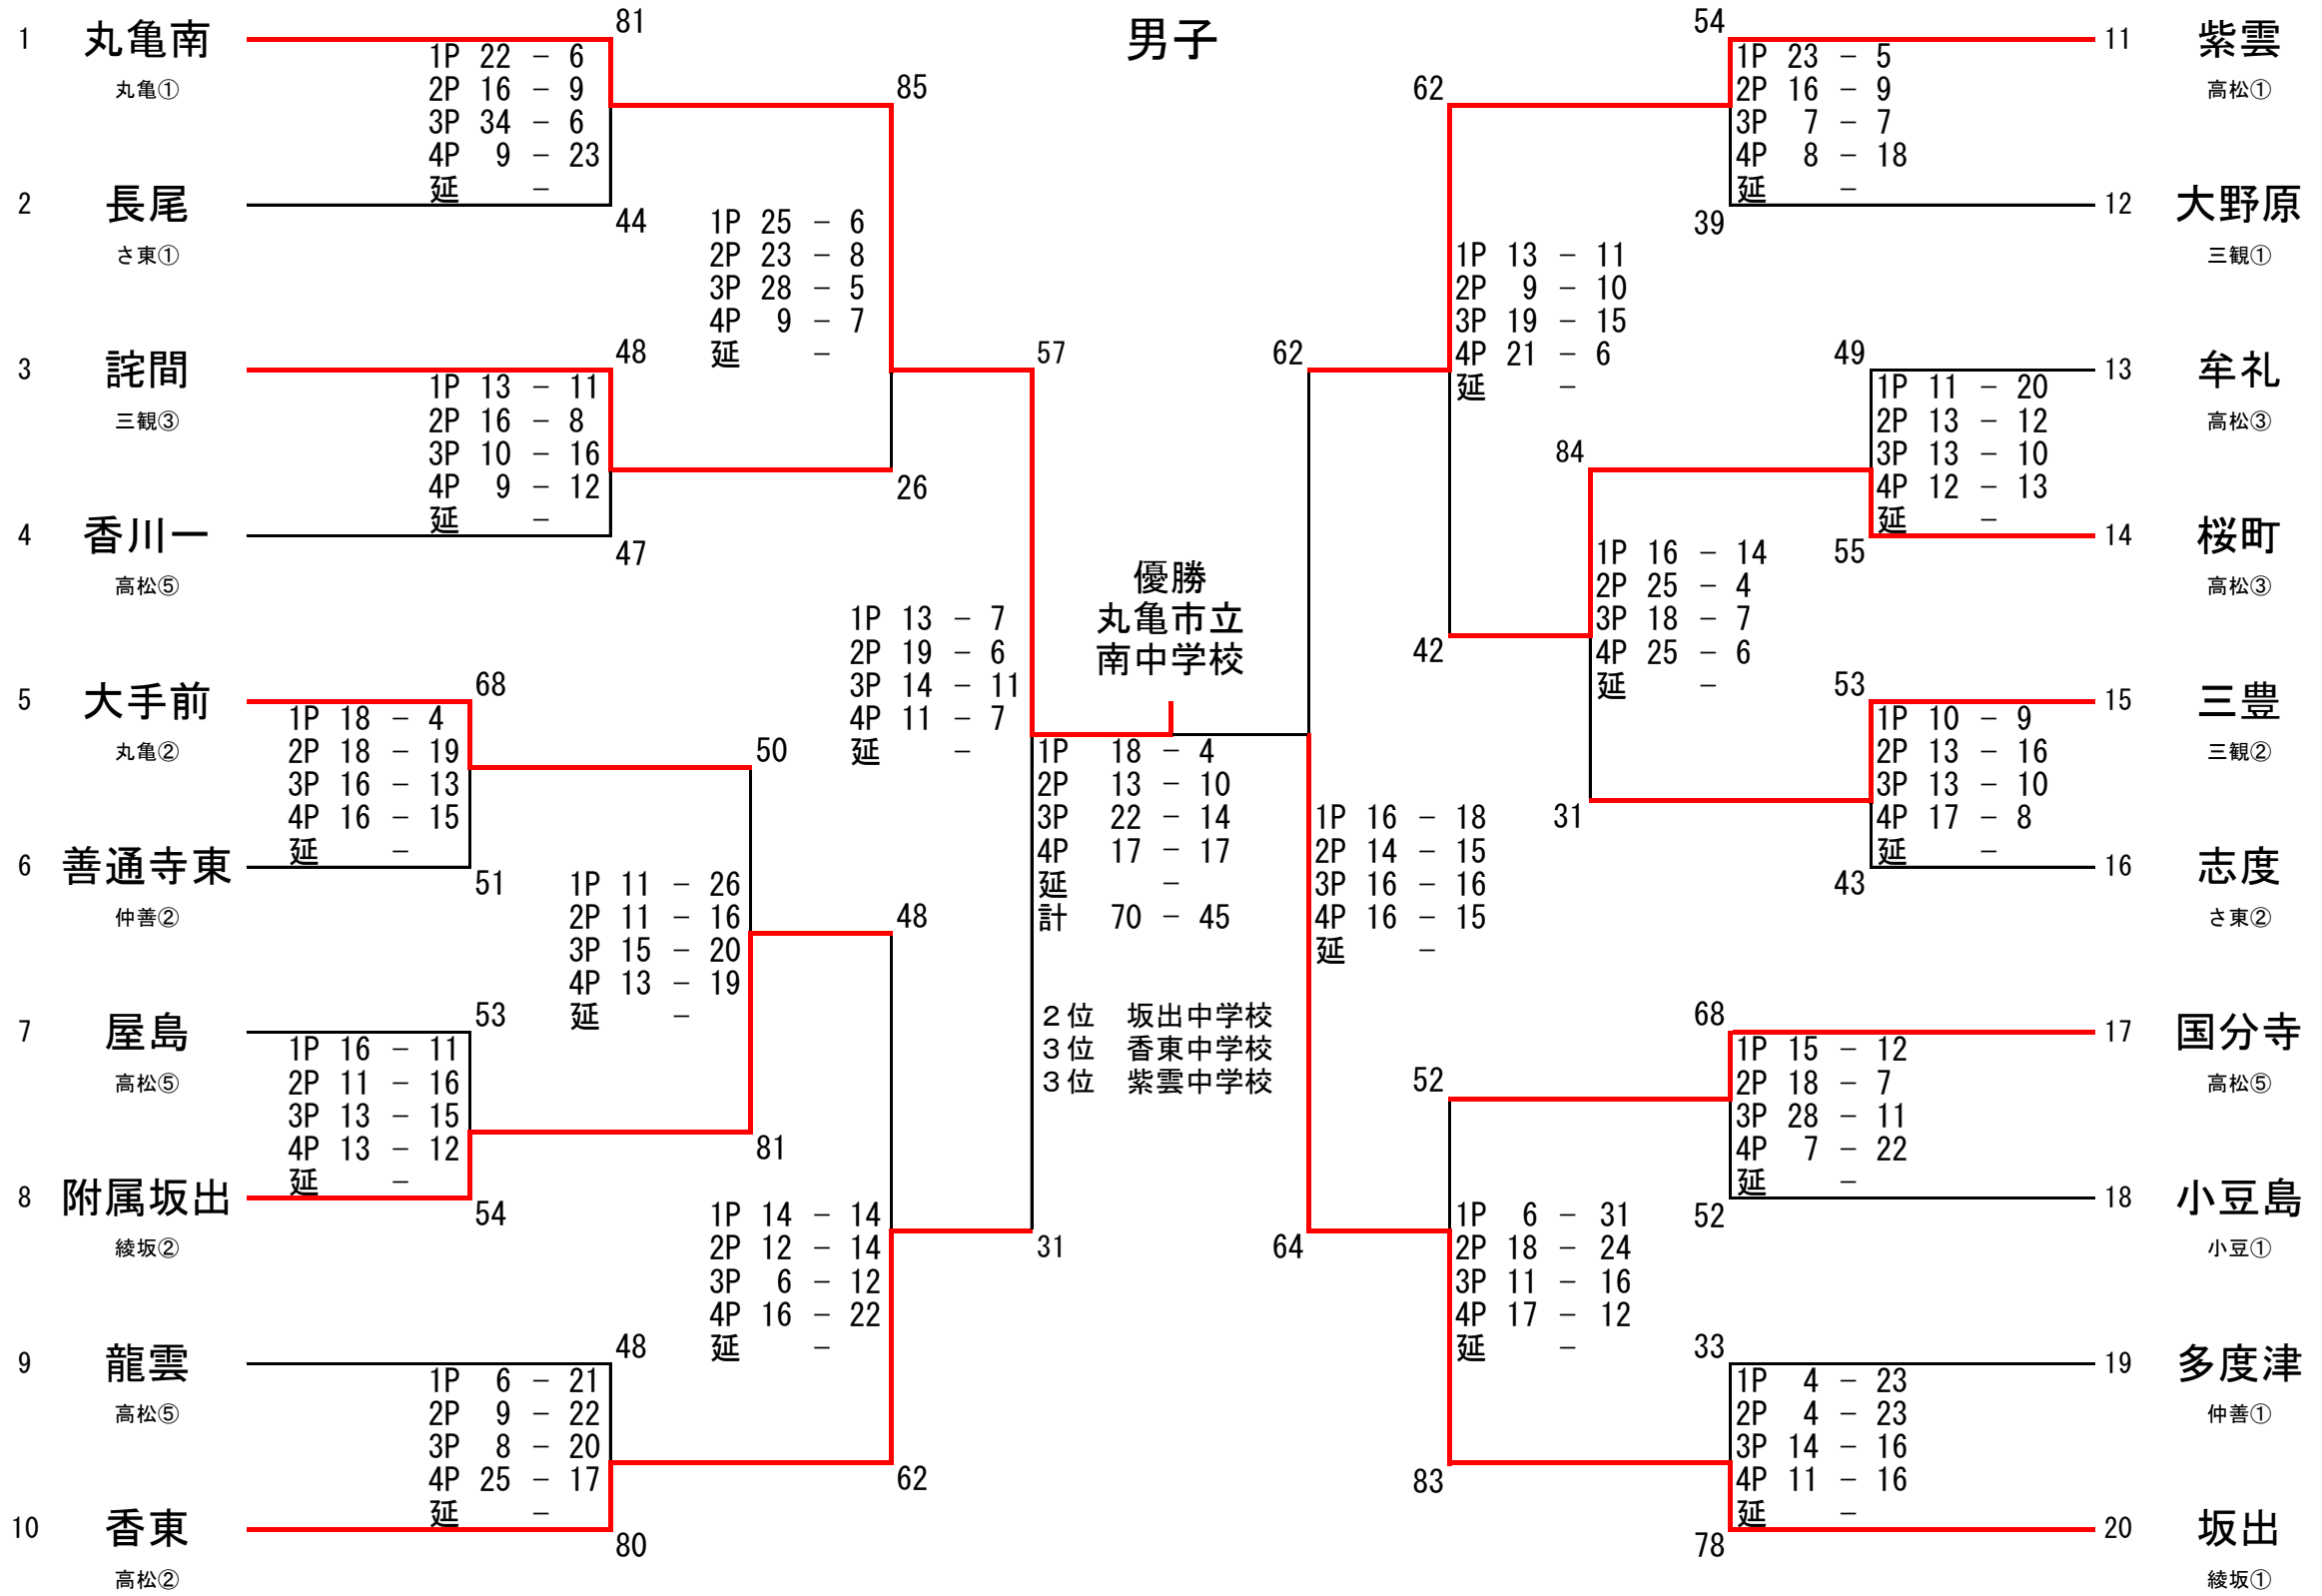 男子
1 丸亀南
丸亀①
81
1P 22 - 6
2P 16 - 9
3P 34 - 6
4P 9 - 23
延 -
2 長尾
さ東①
44
3 詫間
三観③
48
1P 13 - 11
2P 16 - 8
3P 10 - 16
4P 9 - 12
延 -
4 香川一
高松⑤
47
85
1P 25 - 6
2P 23 - 8
3P 28 - 5
4P 9 - 7
延 -
26
5 大手前
丸亀②
68
1P 18 - 4
2P 18 - 19
3P 16 - 13
4P 16 - 15
延 -
6 善通寺東
仲善②
51
7 屋島
高松⑤
53
1P 16 - 11
2P 11 - 16
3P 13 - 15
4P 13 - 12
延 -
8 附属坂出
綾坂②
54
50
1P 11 - 26
2P 11 - 16
3P 15 - 20
4P 13 - 19
延 -
81
9 龍雲
高松⑤
48
1P 6 - 21
2P 9 - 22
3P 8 - 20
4P 25 - 17
延 -
10 香東
高松②
80
48
1P 14 - 14
2P 12 - 14
3P 6 - 12
4P 16 - 22
延 -
62
57
1P 13 - 7
2P 19 - 6
3P 14 - 11
4P 11 - 7
延 -
31
優勝
丸亀市立
南中学校
1P 18 - 4
2P 13 - 10
3P 22 - 14
4P 17 - 17
延 -
計 70 - 45
２位 坂出中学校
３位 香東中学校
３位 紫雲中学校
62
1P 16 - 18
2P 14 - 15
3P 16 - 16
4P 16 - 15
延 -
64
62
1P 13 - 11
2P 9 - 10
3P 19 - 15
4P 21 - 6
延 -
42
54
11 紫雲
高松①
1P 23 - 5
2P 16 - 9
3P 7 - 7
4P 8 - 18
延 -
39
12 大野原
三観①
49
13 牟礼
高松③
1P 11 - 20
2P 13 - 12
3P 13 - 10
4P 12 - 13
延 -
55
14 桜町
高松③
84
1P 16 - 14
2P 25 - 4
3P 18 - 7
4P 25 - 6
延 -
31
53
15 三豊
三観②
1P 10 - 9
2P 13 - 16
3P 13 - 10
4P 17 - 8
延 -
43
16 志度
さ東②
68
17 国分寺
高松⑤
1P 15 - 12
2P 18 - 7
3P 28 - 11
4P 7 - 22
延 -
52
18 小豆島
小豆①
52
1P 6 - 31
2P 18 - 24
3P 11 - 16
4P 17 - 12
延 -
83
33
19 多度津
仲善①
1P 4 - 23
2P 4 - 23
3P 14 - 16
4P 11 - 16
延 -
78
20 坂出
綾坂①